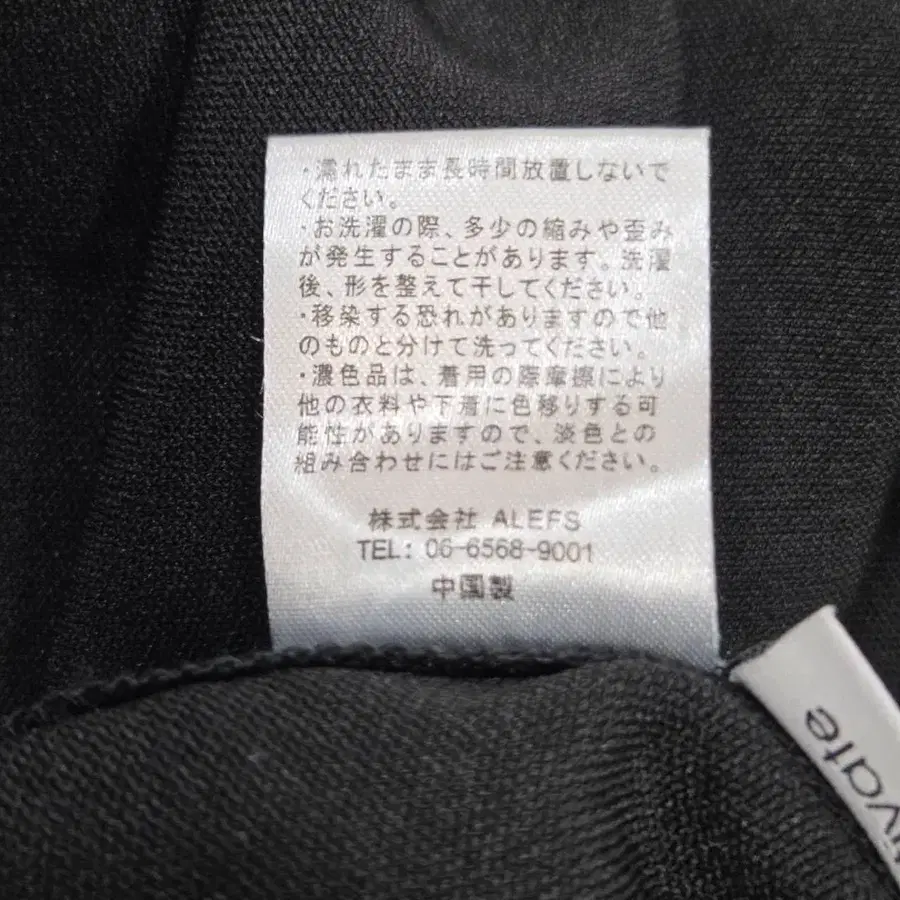 ・濡れたまま長時間放置しないで
ください。
・お洗濯の際、多少の縮みや歪み
が発生することがあります。洗濯
後、形を整えて干してください。
・移染する恐れがありますので他
のものと分けて洗ってください。
・濃色品は、着用の際摩擦により
他の衣料や下着に色移りする可
能性がありますので、淡色との
組み合わせにはご注意ください。
株式会社 ALEFS
TEL: 06-6568-9001
中国製